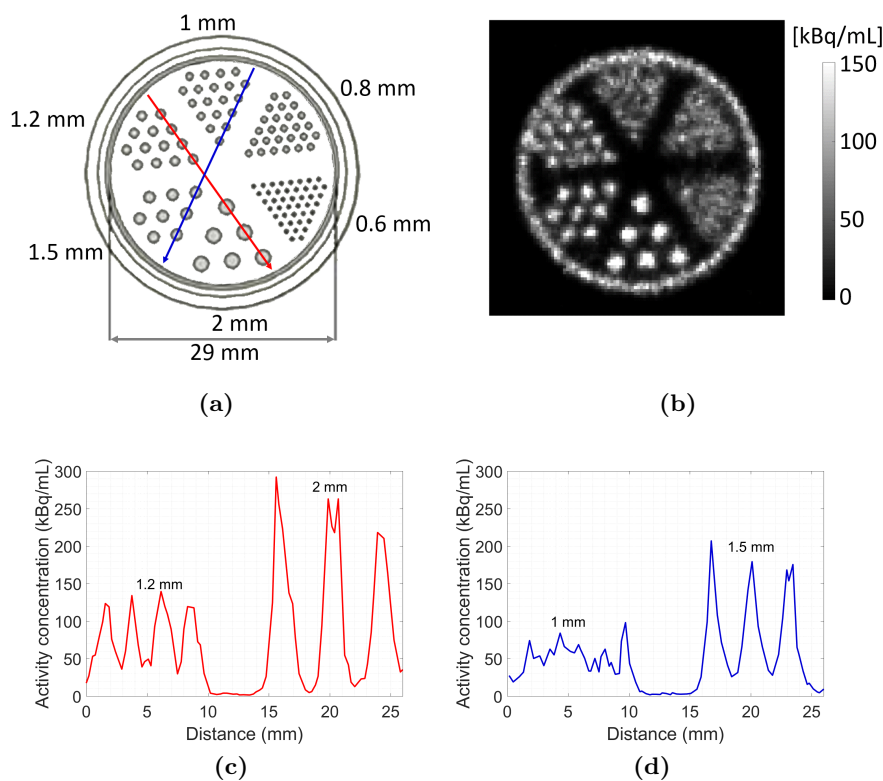 1 mm
0.8 mm
1.2 mm
0.6 mm
1.5 mm
2 mm
29 mm
(a)
[kBq/mL]
150
100
50
0
(b)
Activity concentration (kBq/mL)
300
250
200
150
100
50
0
0 5 10 15 20 25
Distance (mm)
1.2 mm
2 mm
(c)
Activity concentration (kBq/mL)
300
250
200
150
100
50
0
0 5 10 15 20 25
Distance (mm)
1 mm
1.5 mm
(d)